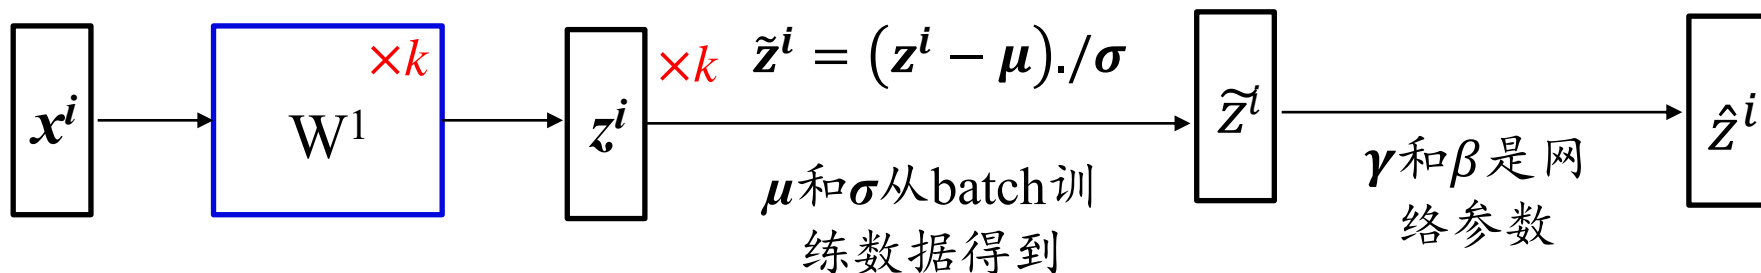 xⁱ
×k
W¹
zⁱ
×k
z̃ⁱ = (zⁱ − μ)./σ
μ和σ从batch训
练数据得到
z̃ⁱ
γ和β是网
络参数
ẑⁱ